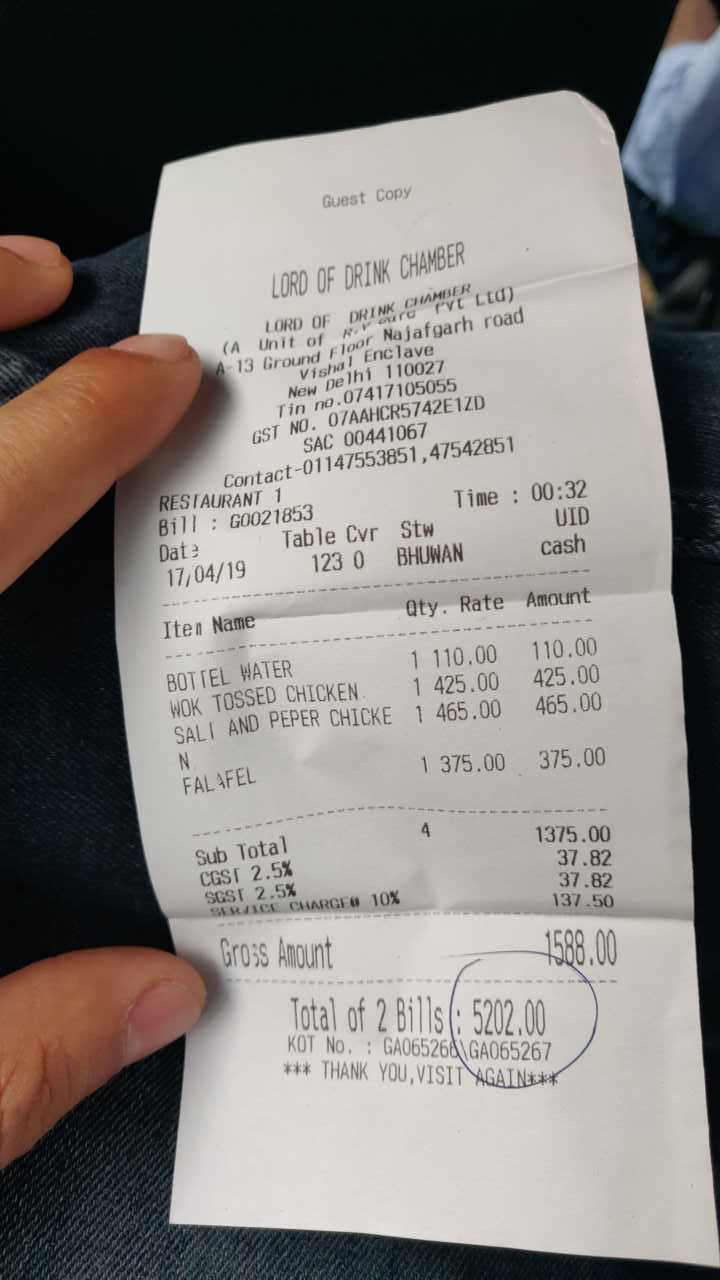 Guest Copy
LORD OF DRINK CHAMBER
LORD OF DRINK CHAMBER
(A Unit of Pvt Ltd)
A-13 Ground Floor Najafgarh road
Vishal Enclave
New Delhi 110027
Tin no.07417105055
GST NO. 07AAHCR5742E1ZD
SAC 00441067
Contact-01147553851,47542851
RESTAURANT 1
Bill : G0021853 Time : 00:32
Date Table Cvr Stw UID
17/04/19 123 0 BHUWAN cash
Item Name Qty. Rate Amount
BOTTEL WATER 1 110.00 110.00
WOK TOSSED CHICKEN 1 425.00 425.00
SALT AND PEPER CHICKE 1 465.00 465.00
N
FALAFEL 1 375.00 375.00
Sub Total 4 1375.00
CGST 2.5% 37.82
SGST 2.5% 37.82
SERVICE CHARGE@ 10% 137.50
Gross Amount 1588.00
Total of 2 Bills : 5202.00
KOT No. : GA065266\GA065267
*** THANK YOU,VISIT AGAIN***